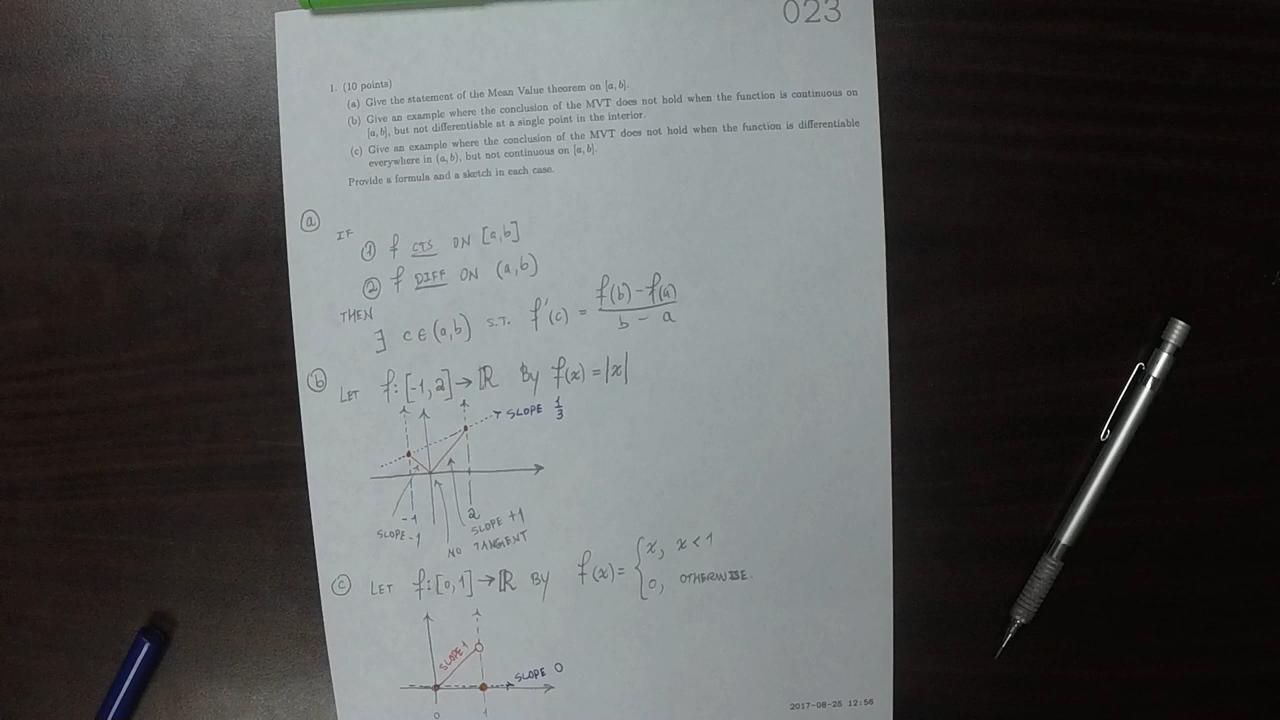 023
1. (10 points)
(a) Give the statement of the Mean Value theorem on [a, b].
(b) Give an example where the conclusion of the MVT does not hold when the function is continuous on
[a, b], but not differentiable at a single point in the interior.
(c) Give an example where the conclusion of the MVT does not hold when the function is differentiable
everywhere in (a, b), but not continuous on [a, b].
Provide a formula and a sketch in each case.
ⓐ IF
① f CTS ON [a,b]
② f DIFF ON (a,b)
THEN
∃ c∈(a,b) S.T. f'(c) = f(b)-f(a) / b-a
ⓑ LET f:[-1,2]→ℝ BY f(x)=|x|
SLOPE 1/3
-1
2
SLOPE -1
SLOPE +1
NO TANGENT
ⓒ LET f:[0,1]→ℝ BY f(x)= { x, x<1
0, OTHERWISE.
SLOPE 1
SLOPE 0
0 1
2017-08-25 12:56